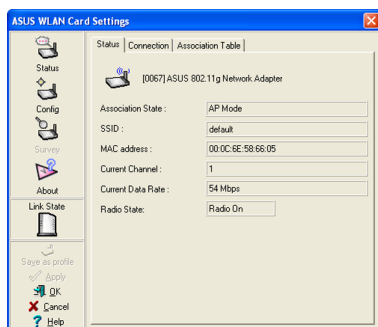 ASUS WLAN Card Settings
Status
Config
Survey
About
Link State
Save as profile
Apply
OK
Cancel
Help
Status Connection Association Table
[0067] ASUS 802.11g Network Adapter
Association State : AP Mode
SSID : default
MAC address : 00:0C:6E:58:66:05
Current Channel : 1
Current Data Rate : 54 Mbps
Radio State: Radio On